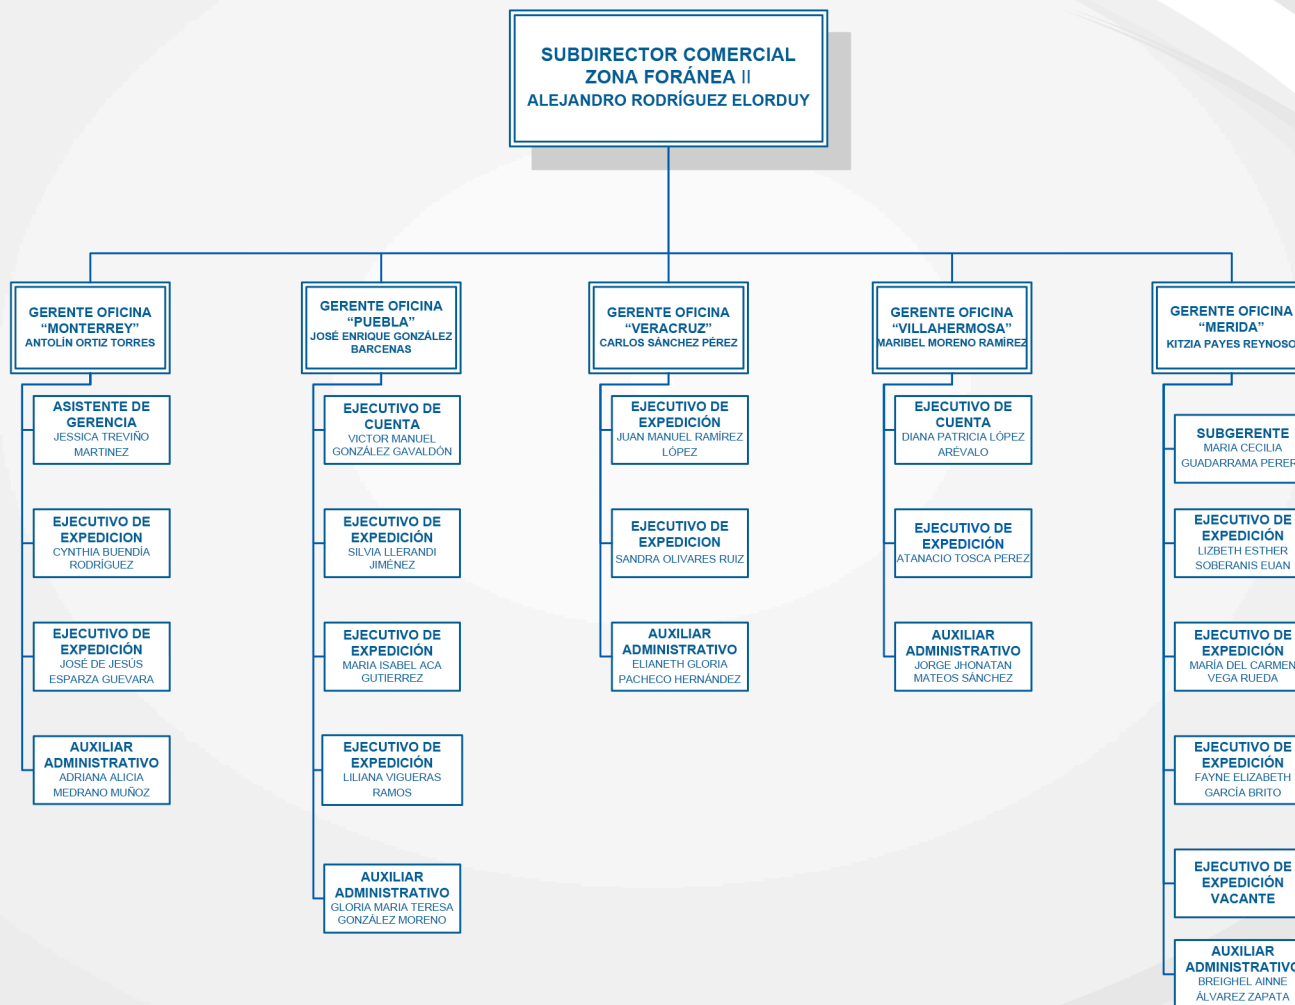 SUBDIRECTOR COMERCIAL
ZONA FORÁNEA II
ALEJANDRO RODRÍGUEZ ELORDUY
GERENTE OFICINA
“MONTERREY”
ANTOLÍN ORTIZ TORRES
ASISTENTE DE
GERENCIA
JESSICA TREVIÑO
MARTINEZ
EJECUTIVO DE
EXPEDICION
CYNTHIA BUENDÍA
RODRÍGUEZ
EJECUTIVO DE
EXPEDICIÓN
JOSÉ DE JESÚS
ESPARZA GUEVARA
AUXILIAR
ADMINISTRATIVO
ADRIANA ALICIA
MEDRANO MUÑOZ
GERENTE OFICINA
“PUEBLA”
JOSÉ ENRIQUE GONZÁLEZ
BARCENAS
EJECUTIVO DE
CUENTA
VICTOR MANUEL
GONZÁLEZ GAVALDÓN
EJECUTIVO DE
EXPEDICIÓN
SILVIA LLERANDI
JIMÉNEZ
EJECUTIVO DE
EXPEDICIÓN
MARIA ISABEL ACA
GUTIERREZ
EJECUTIVO DE
EXPEDICIÓN
LILIANA VIGUERAS
RAMOS
AUXILIAR
ADMINISTRATIVO
GLORIA MARIA TERESA
GONZÁLEZ MORENO
GERENTE OFICINA
“VERACRUZ”
CARLOS SÁNCHEZ PÉREZ
EJECUTIVO DE
EXPEDICIÓN
JUAN MANUEL RAMÍREZ
LÓPEZ
EJECUTIVO DE
EXPEDICION
SANDRA OLIVARES RUIZ
AUXILIAR
ADMINISTRATIVO
ELIANETH GLORIA
PACHECO HERNÁNDEZ
GERENTE OFICINA
“VILLAHERMOSA”
MARIBEL MORENO RAMÍREZ
EJECUTIVO DE
CUENTA
DIANA PATRICIA LÓPEZ
ARÉVALO
EJECUTIVO DE
EXPEDICIÓN
ATANACIO TOSCA PEREZ
AUXILIAR
ADMINISTRATIVO
JORGE JHONATAN
MATEOS SÁNCHEZ
GERENTE OFICINA
“MERIDA”
KITZIA PAYES REYNOSO
SUBGERENTE
MARIA CECILIA
GUADARRAMA PERER
EJECUTIVO DE
EXPEDICIÓN
LIZBETH ESTHER
SOBERANIS EUAN
EJECUTIVO DE
EXPEDICIÓN
MARÍA DEL CARMEN
VEGA RUEDA
EJECUTIVO DE
EXPEDICIÓN
FAYNE ELIZABETH
GARCÍA BRITO
EJECUTIVO DE
EXPEDICIÓN
VACANTE
AUXILIAR
ADMINISTRATIVO
BREIGHEL AINNE
ÁLVAREZ ZAPATA